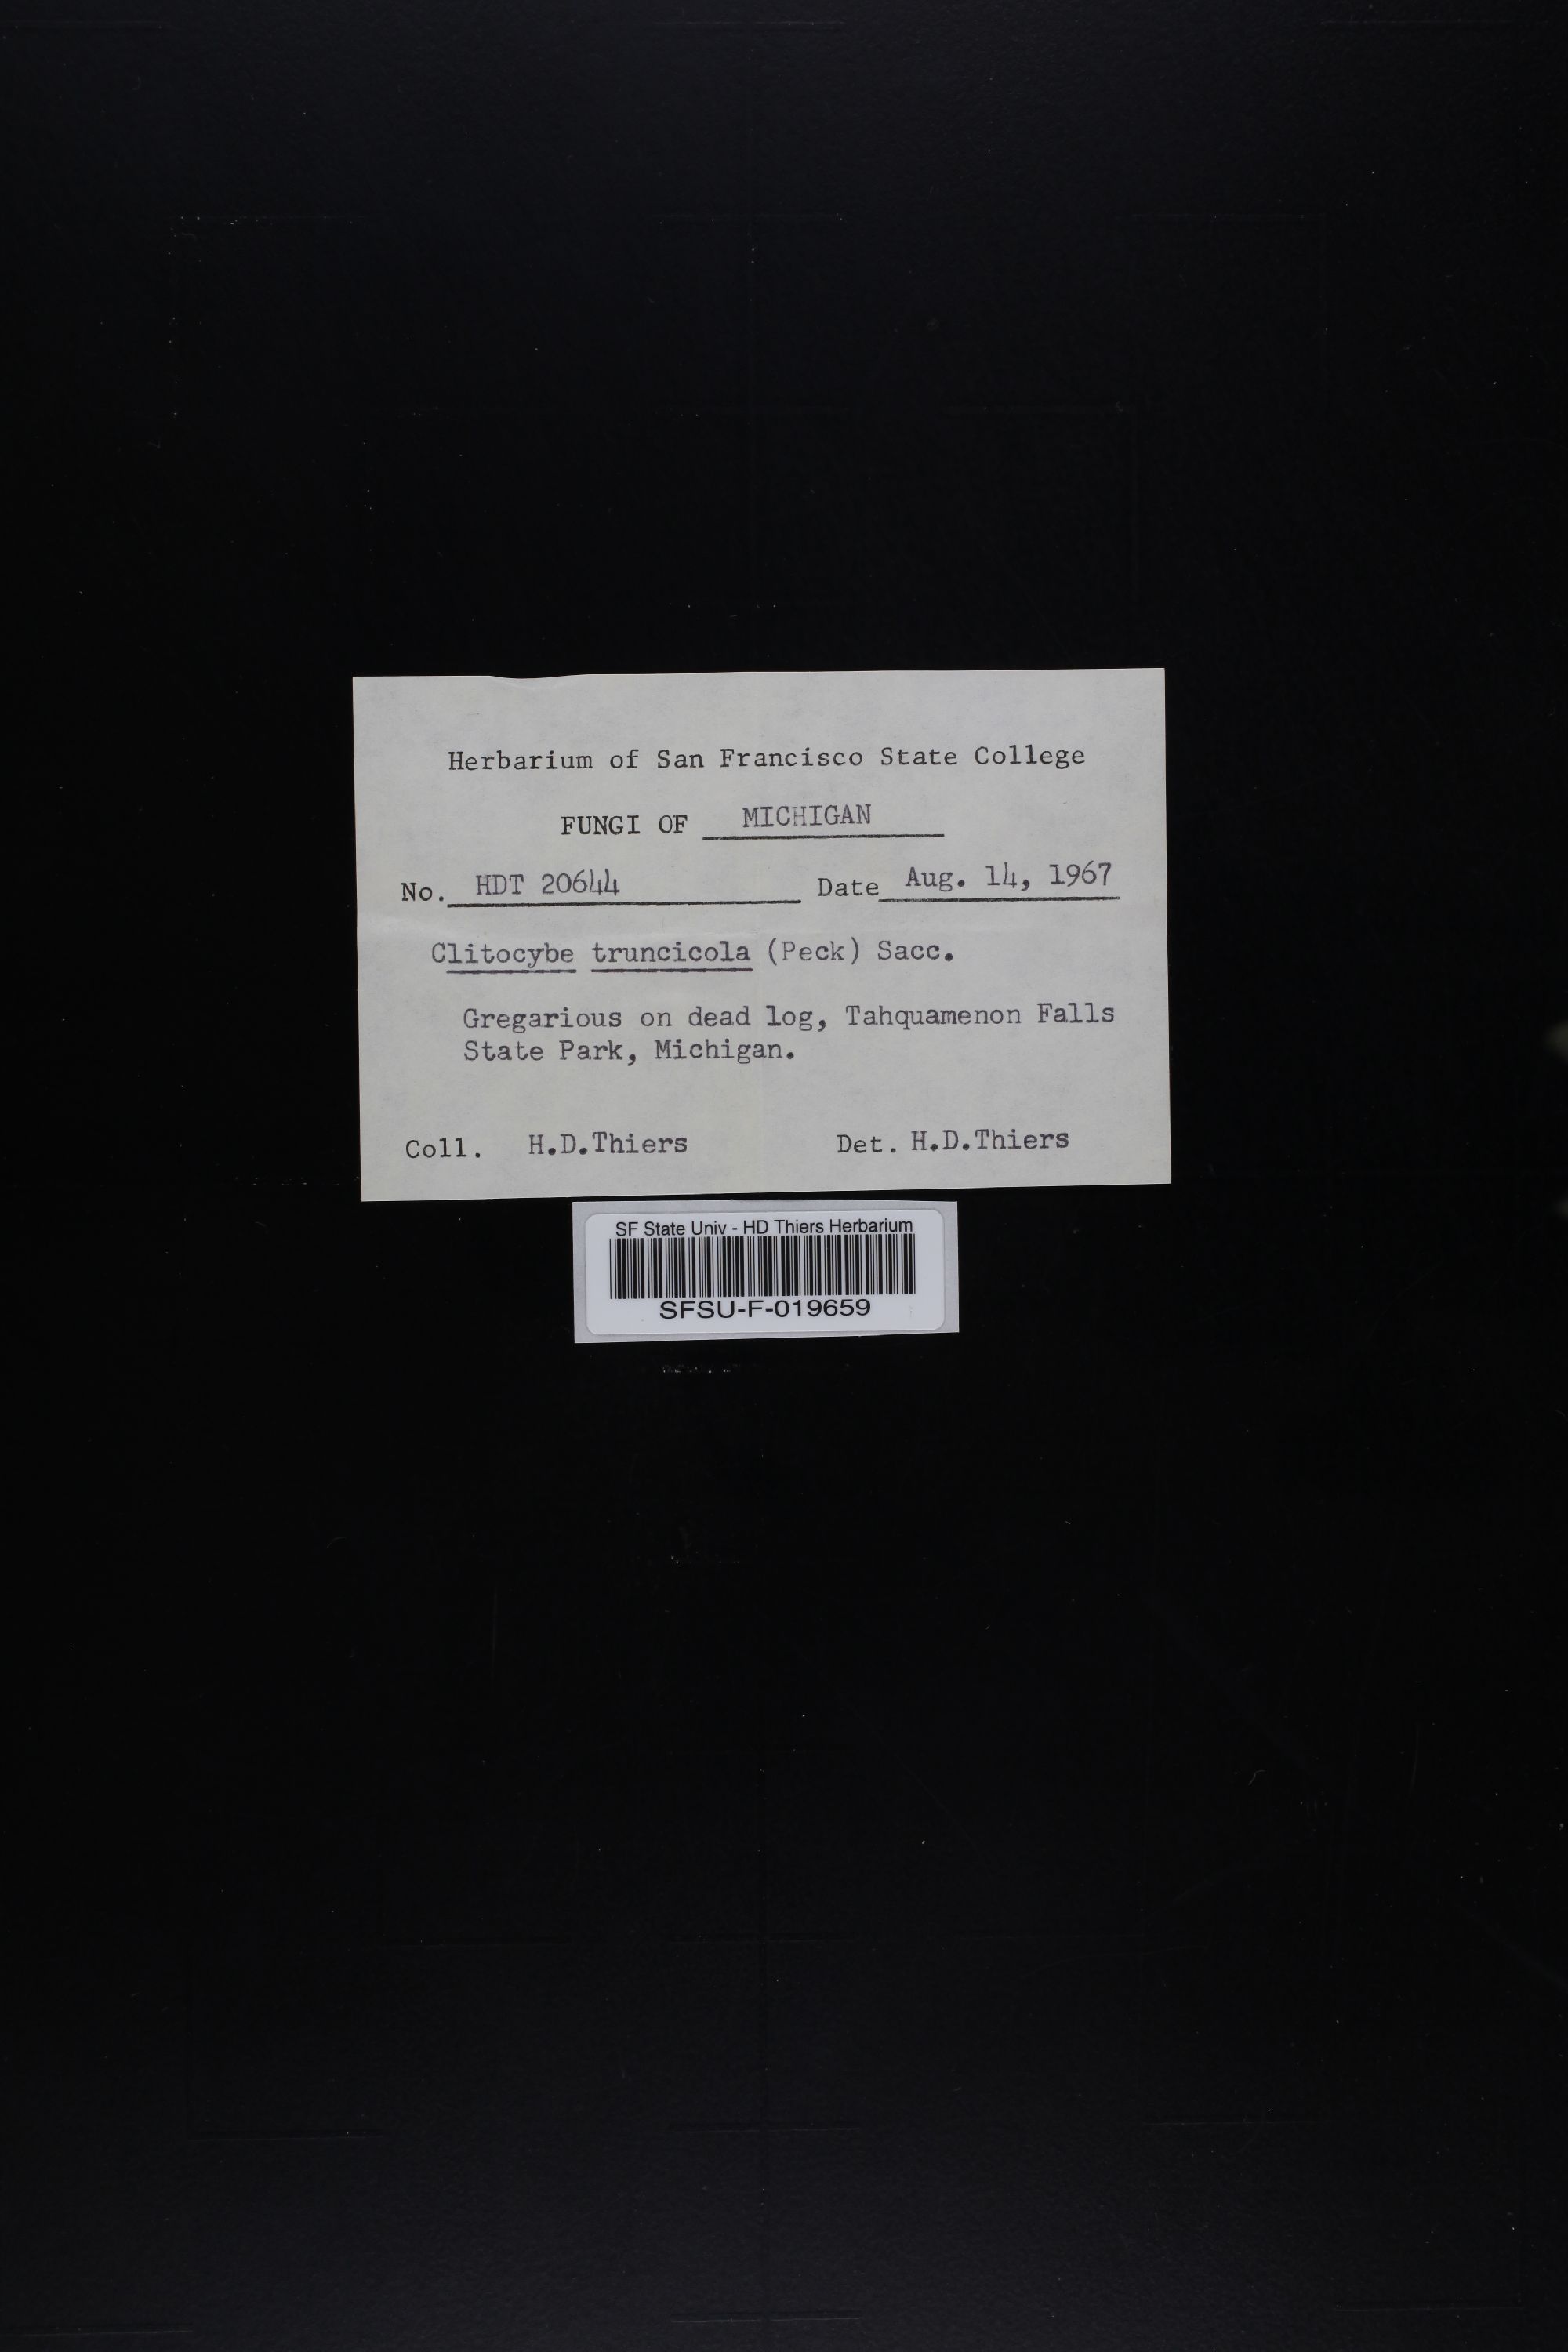 Herbarium of San Francisco State College
FUNGI OF MICHIGAN
No. HDT 20644 Date Aug. 14, 1967
Clitocybe truncicola (Peck) Sacc.
Gregarious on dead log, Tahquamenon Falls
State Park, Michigan.
Coll. H.D.Thiers Det. H.D.Thiers
SF State Univ - HD Thiers Herbarium
SFSU-F-019659